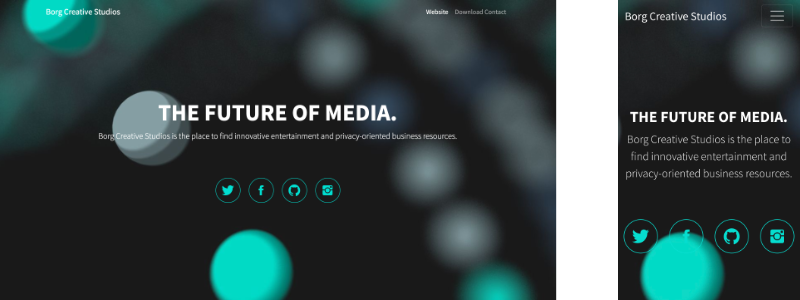 Borg Creative Studios
Website Download Contact
THE FUTURE OF MEDIA.
Borg Creative Studios is the place to find innovative entertainment and privacy-oriented business resources.
Borg Creative Studios
THE FUTURE OF MEDIA.
Borg Creative Studios is the place to
find innovative entertainment and
privacy-oriented business resources.